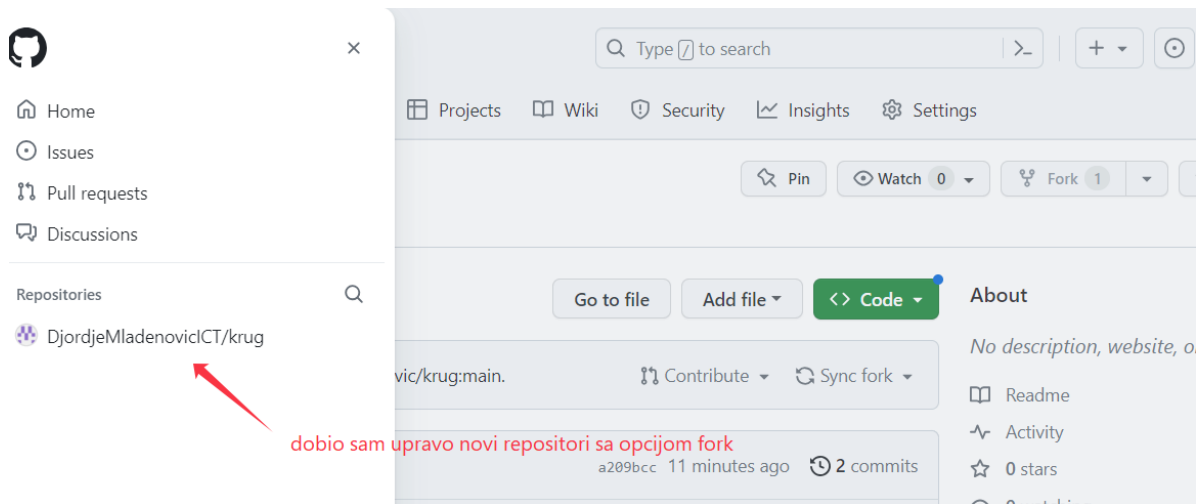 Type / to search
Home
Issues
Pull requests
Discussions
Repositories
DjordjeMladenovicICT/krug
Projects
Wiki
Security
Insights
Settings
Pin
Watch 0
Fork 1
Go to file
Add file
Code
vic/krug:main.
Contribute
Sync fork
dobio sam upravo novi repozitori sa opcijom fork
a209bcc 11 minutes ago 2 commits
About
No description, website, o
Readme
Activity
0 stars